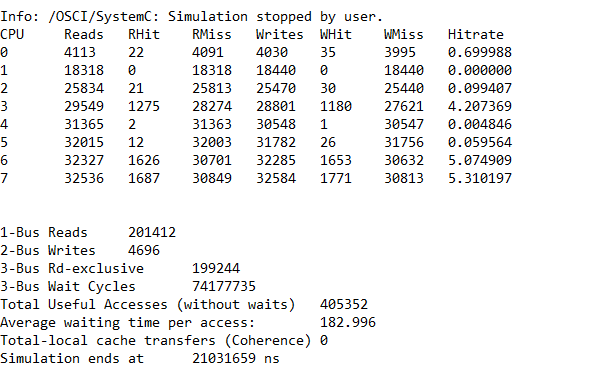 Info: /OSCI/SystemC: Simulation stopped by user.
CPU Reads RHit RMiss Writes WHit WMiss Hitrate
0 4113 22 4091 4030 35 3995 0.699988
1 18318 0 18318 18440 0 18440 0.000000
2 25834 21 25813 25470 30 25440 0.099407
3 29549 1275 28274 28801 1180 27621 4.207369
4 31365 2 31363 30548 1 30547 0.004846
5 32015 12 32003 31782 26 31756 0.059564
6 32327 1626 30701 32285 1653 30632 5.074909
7 32536 1687 30849 32584 1771 30813 5.310197
1-Bus Reads 201412
2-Bus Writes 4696
3-Bus Rd-exclusive 199244
3-Bus Wait Cycles 74177735
Total Useful Accesses (without waits) 405352
Average waiting time per access: 182.996
Total-local cache transfers (Coherence) 0
Simulation ends at 21031659 ns